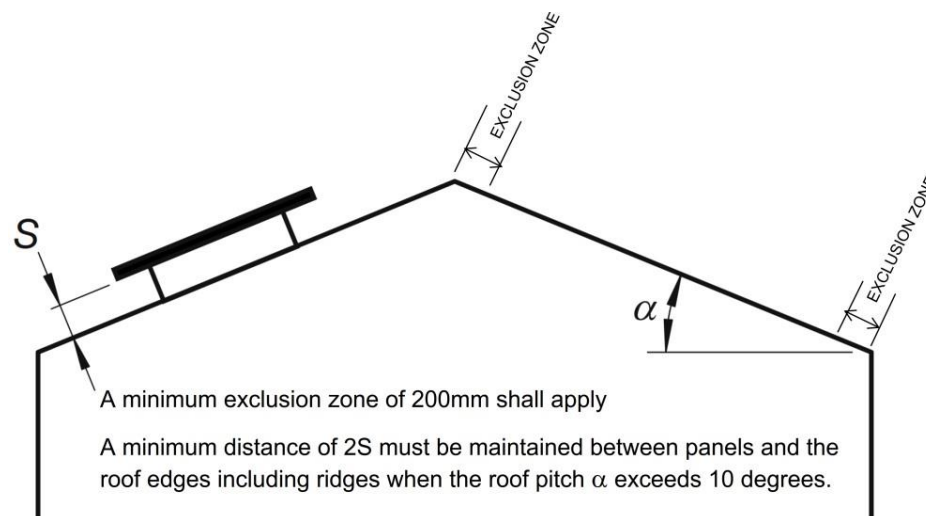 EXCLUSION ZONE
EXCLUSION ZONE
S
α
A minimum exclusion zone of 200mm shall apply
A minimum distance of 2S must be maintained between panels and the
roof edges including ridges when the roof pitch α exceeds 10 degrees.